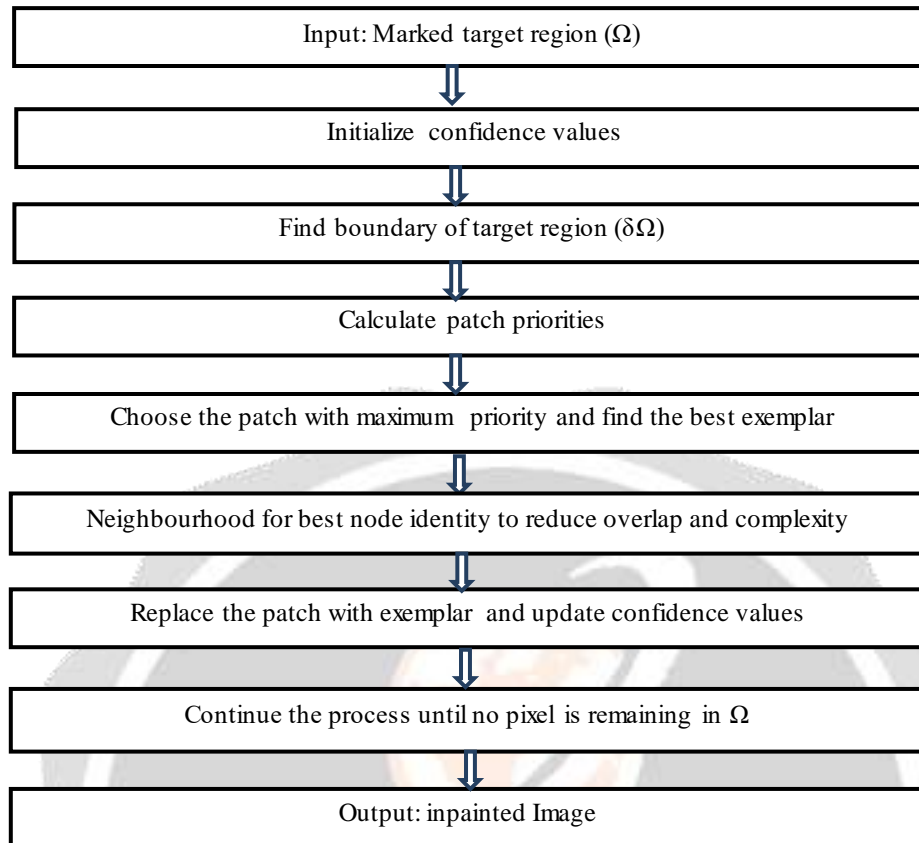 Input: Marked target region (Ω)
Initialize confidence values
Find boundary of target region (δΩ)
Calculate patch priorities
Choose the patch with maximum priority and find the best exemplar
Neighbourhood for best node identity to reduce overlap and complexity
Replace the patch with exemplar and update confidence values
Continue the process until no pixel is remaining in Ω
Output: inpainted Image